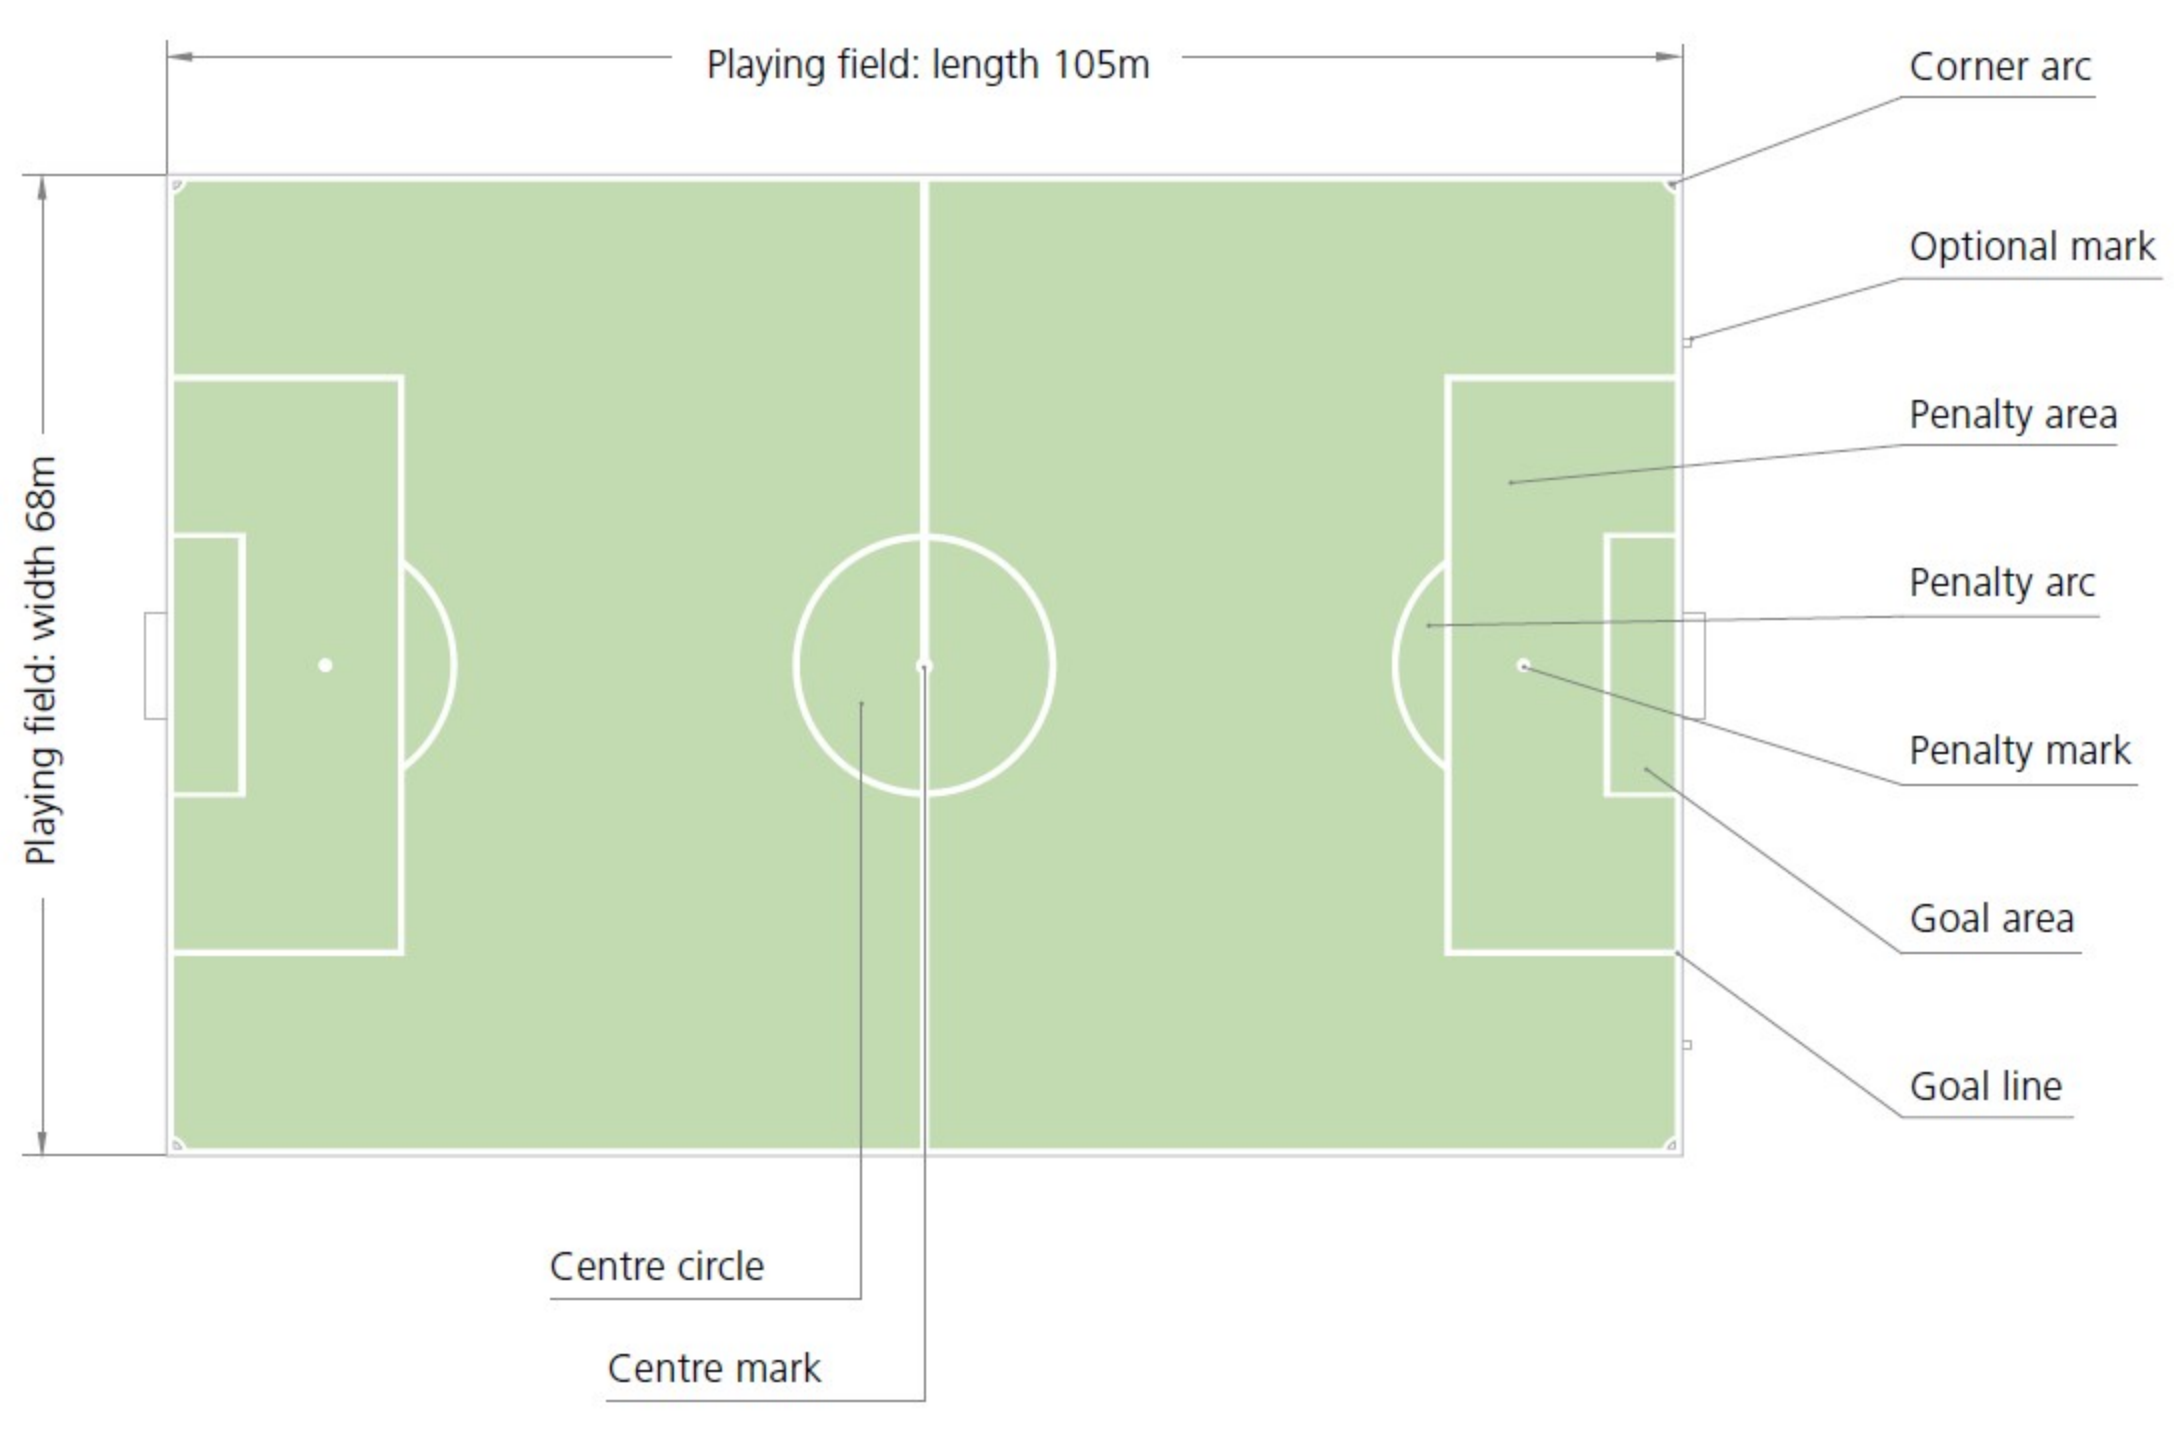 Playing field: length 105m
Corner arc
Optional mark
Penalty area
Playing field: width 68m
Penalty arc
Penalty mark
Goal area
Goal line
Centre circle
Centre mark